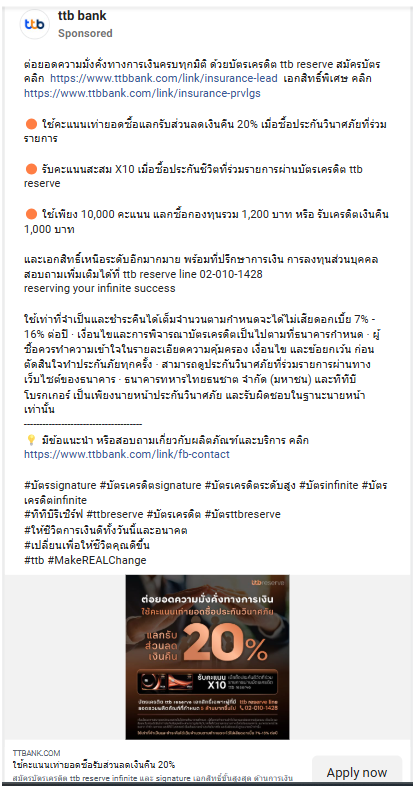 ttb bank
Sponsored
ต่อยอดความมั่งคั่งทางการเงินครบทุกมิติ ด้วยบัตรเครดิต ttb reserve สมัครบัตร
คลิก https://www.ttbbank.com/link/insurance-lead เอกสิทธิ์พิเศษ คลิก
https://www.ttbbank.com/link/insurance-prvlgs
🟠 ใช้คะแนนเท่ายอดซื้อแลกรับส่วนลดเงินคืน 20% เมื่อซื้อประกันวินาศภัยที่ร่วม
รายการ
🟠 รับคะแนนสะสม X10 เมื่อซื้อประกันชีวิตที่ร่วมรายการผ่านบัตรเครดิต ttb
reserve
🟠 ใช้เพียง 10,000 คะแนน แลกซื้อกองทุนรวม 1,200 บาท หรือ รับเครดิตเงินคืน
1,000 บาท
และเอกสิทธิ์เหนือระดับอีกมากมาย พร้อมที่ปรึกษาการเงิน การลงทุนส่วนบุคคล
สอบถามเพิ่มเติมได้ที่ ttb reserve line 02-010-1428
reserving your infinite success
ใช้เท่าที่จำเป็นและชำระคืนได้เต็มจำนวนตามกำหนดจะได้ไม่เสียดอกเบี้ย 7% -
16% ต่อปี · เงื่อนไขและการพิจารณาบัตรเครดิตเป็นไปตามที่ธนาคารกำหนด · ผู้
ซื้อควรทำความเข้าใจในรายละเอียดความคุ้มครอง เงื่อนไข และข้อยกเว้น ก่อน
ตัดสินใจทำประกันภัยทุกครั้ง · สามารถดูประกันวินาศภัยที่ร่วมรายการผ่านทาง
เว็บไซต์ของธนาคาร · ธนาคารทหารไทยธนชาต จำกัด (มหาชน) และทีทีบี
โบรกเกอร์ เป็นเพียงนายหน้าประกันวินาศภัย และรับผิดชอบในฐานะนายหน้า
เท่านั้น
------------------------------------
💡 มีข้อแนะนำ หรือสอบถามเกี่ยวกับผลิตภัณฑ์และบริการ คลิก
https://www.ttbbank.com/link/fb-contact
#บัตรsignature #บัตรเครดิตsignature #บัตรเครดิตระดับสูง #บัตรinfinite #บัตร
เครดิตinfinite
#ทีทีบีรีเซิร์ฟ #ttbreserve #บัตรเครดิต #บัตรttbreserve
#ให้ชีวิตการเงินดีทั้งวันนี้และอนาคต
#เปลี่ยนเพื่อให้ชีวิตคุณดีขึ้น
#ttb #MakeREALChange
ttbreserve
ต่อยอดความมั่งคั่งทางการเงิน
ใช้คะแนนเท่ายอดซื้อประกันวินาศภัย
แลกรับ
ส่วนลด
เงินคืน
20%
รับคะแนน
X10
TTBBANK.COM
ใช้คะแนนเท่ายอดซื้อรับส่วนลดเงินคืน 20%
สมัครบัตรเครดิต ttb reserve infinite และ signature เอกสิทธิ์ขั้นสูงสุด ด้านการเงิน
Apply now